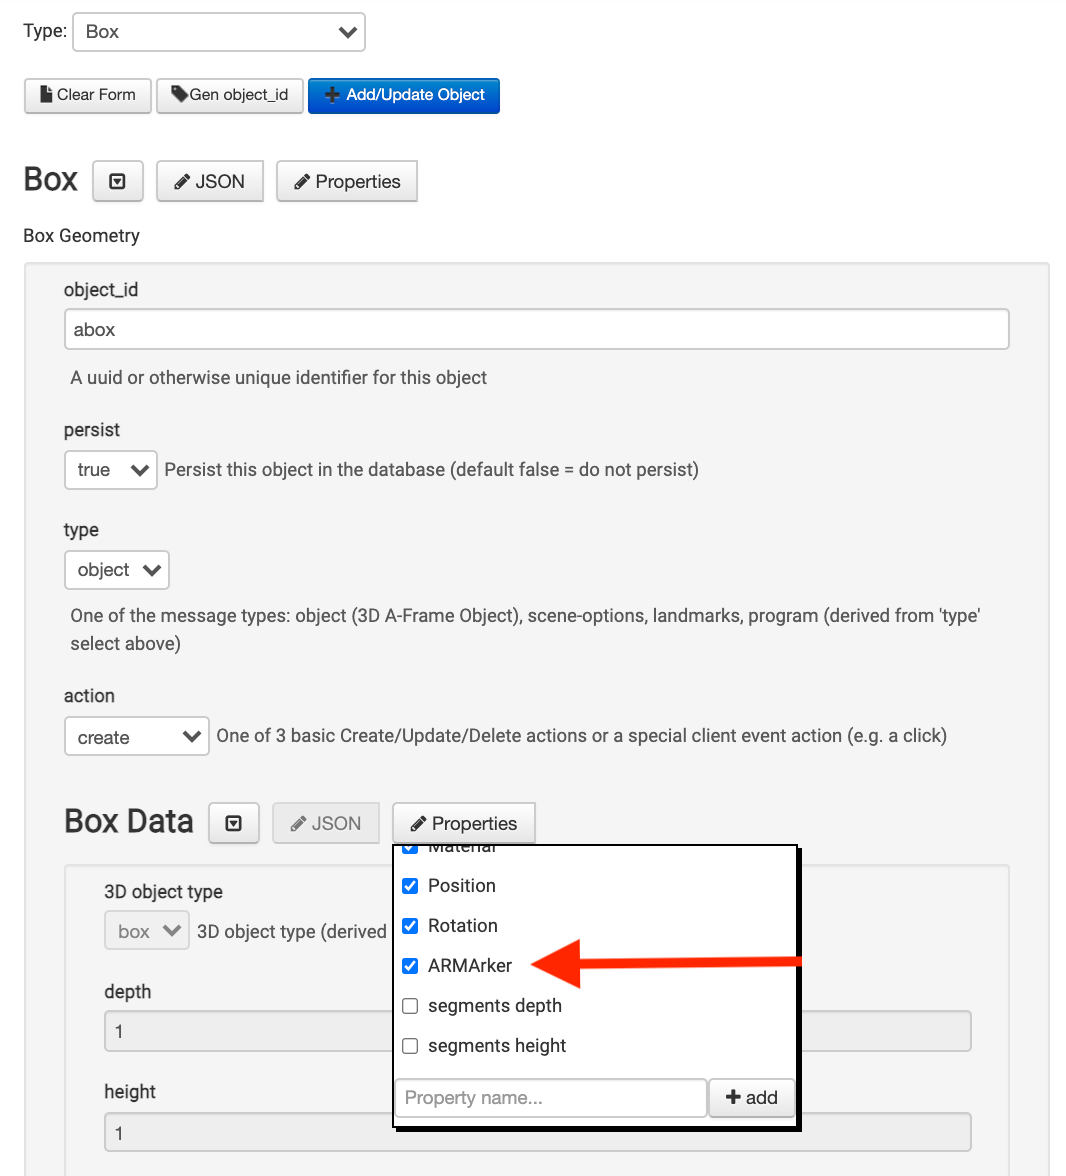 Type: Box
Clear Form Gen object_id Add/Update Object
Box JSON Properties
Box Geometry
object_id
abox
A uuid or otherwise unique identifier for this object
persist
true Persist this object in the database (default false = do not persist)
type
object
One of the message types: object (3D A-Frame Object), scene-options, landmarks, program (derived from 'type'
select above)
action
create One of 3 basic Create/Update/Delete actions or a special client event action (e.g. a click)
Box Data JSON Properties
Material
3D object type
Position
box 3D object type (derived
Rotation
ARMArker
depth
segments depth
1
segments height
height
Property name... add
1